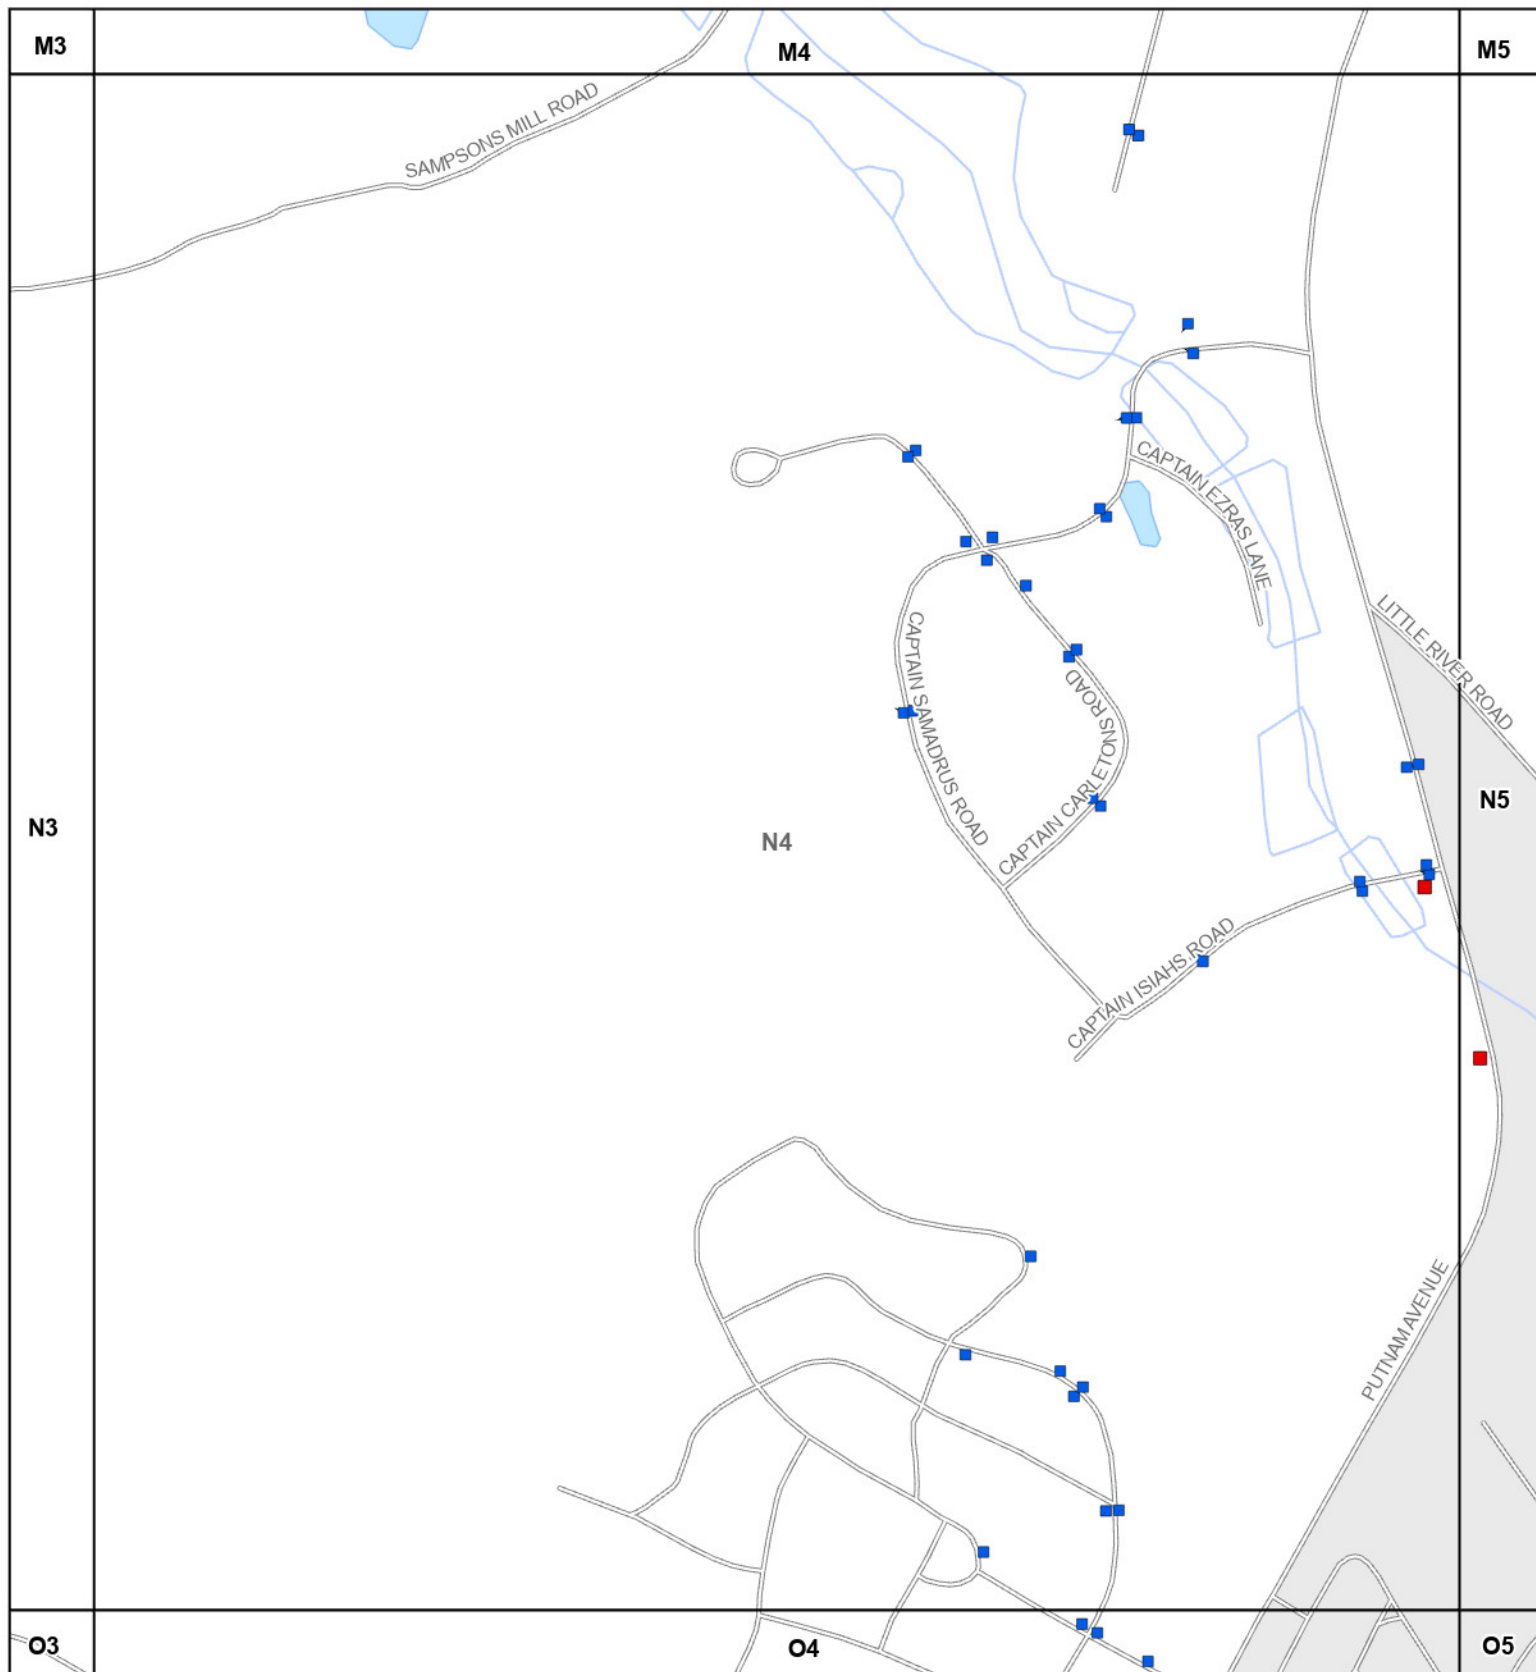 M3
M4
M5
SAMPSONS MILL ROAD
CAPTAIN EZRAS LANE
LITTLE RIVER ROAD
CAPTAIN SAMADRUS ROAD
CAPTAIN CARLETONS ROAD
N3
N4
N5
CAPTAIN ISIAHS ROAD
PUTNAM AVENUE
O3
O4
O5